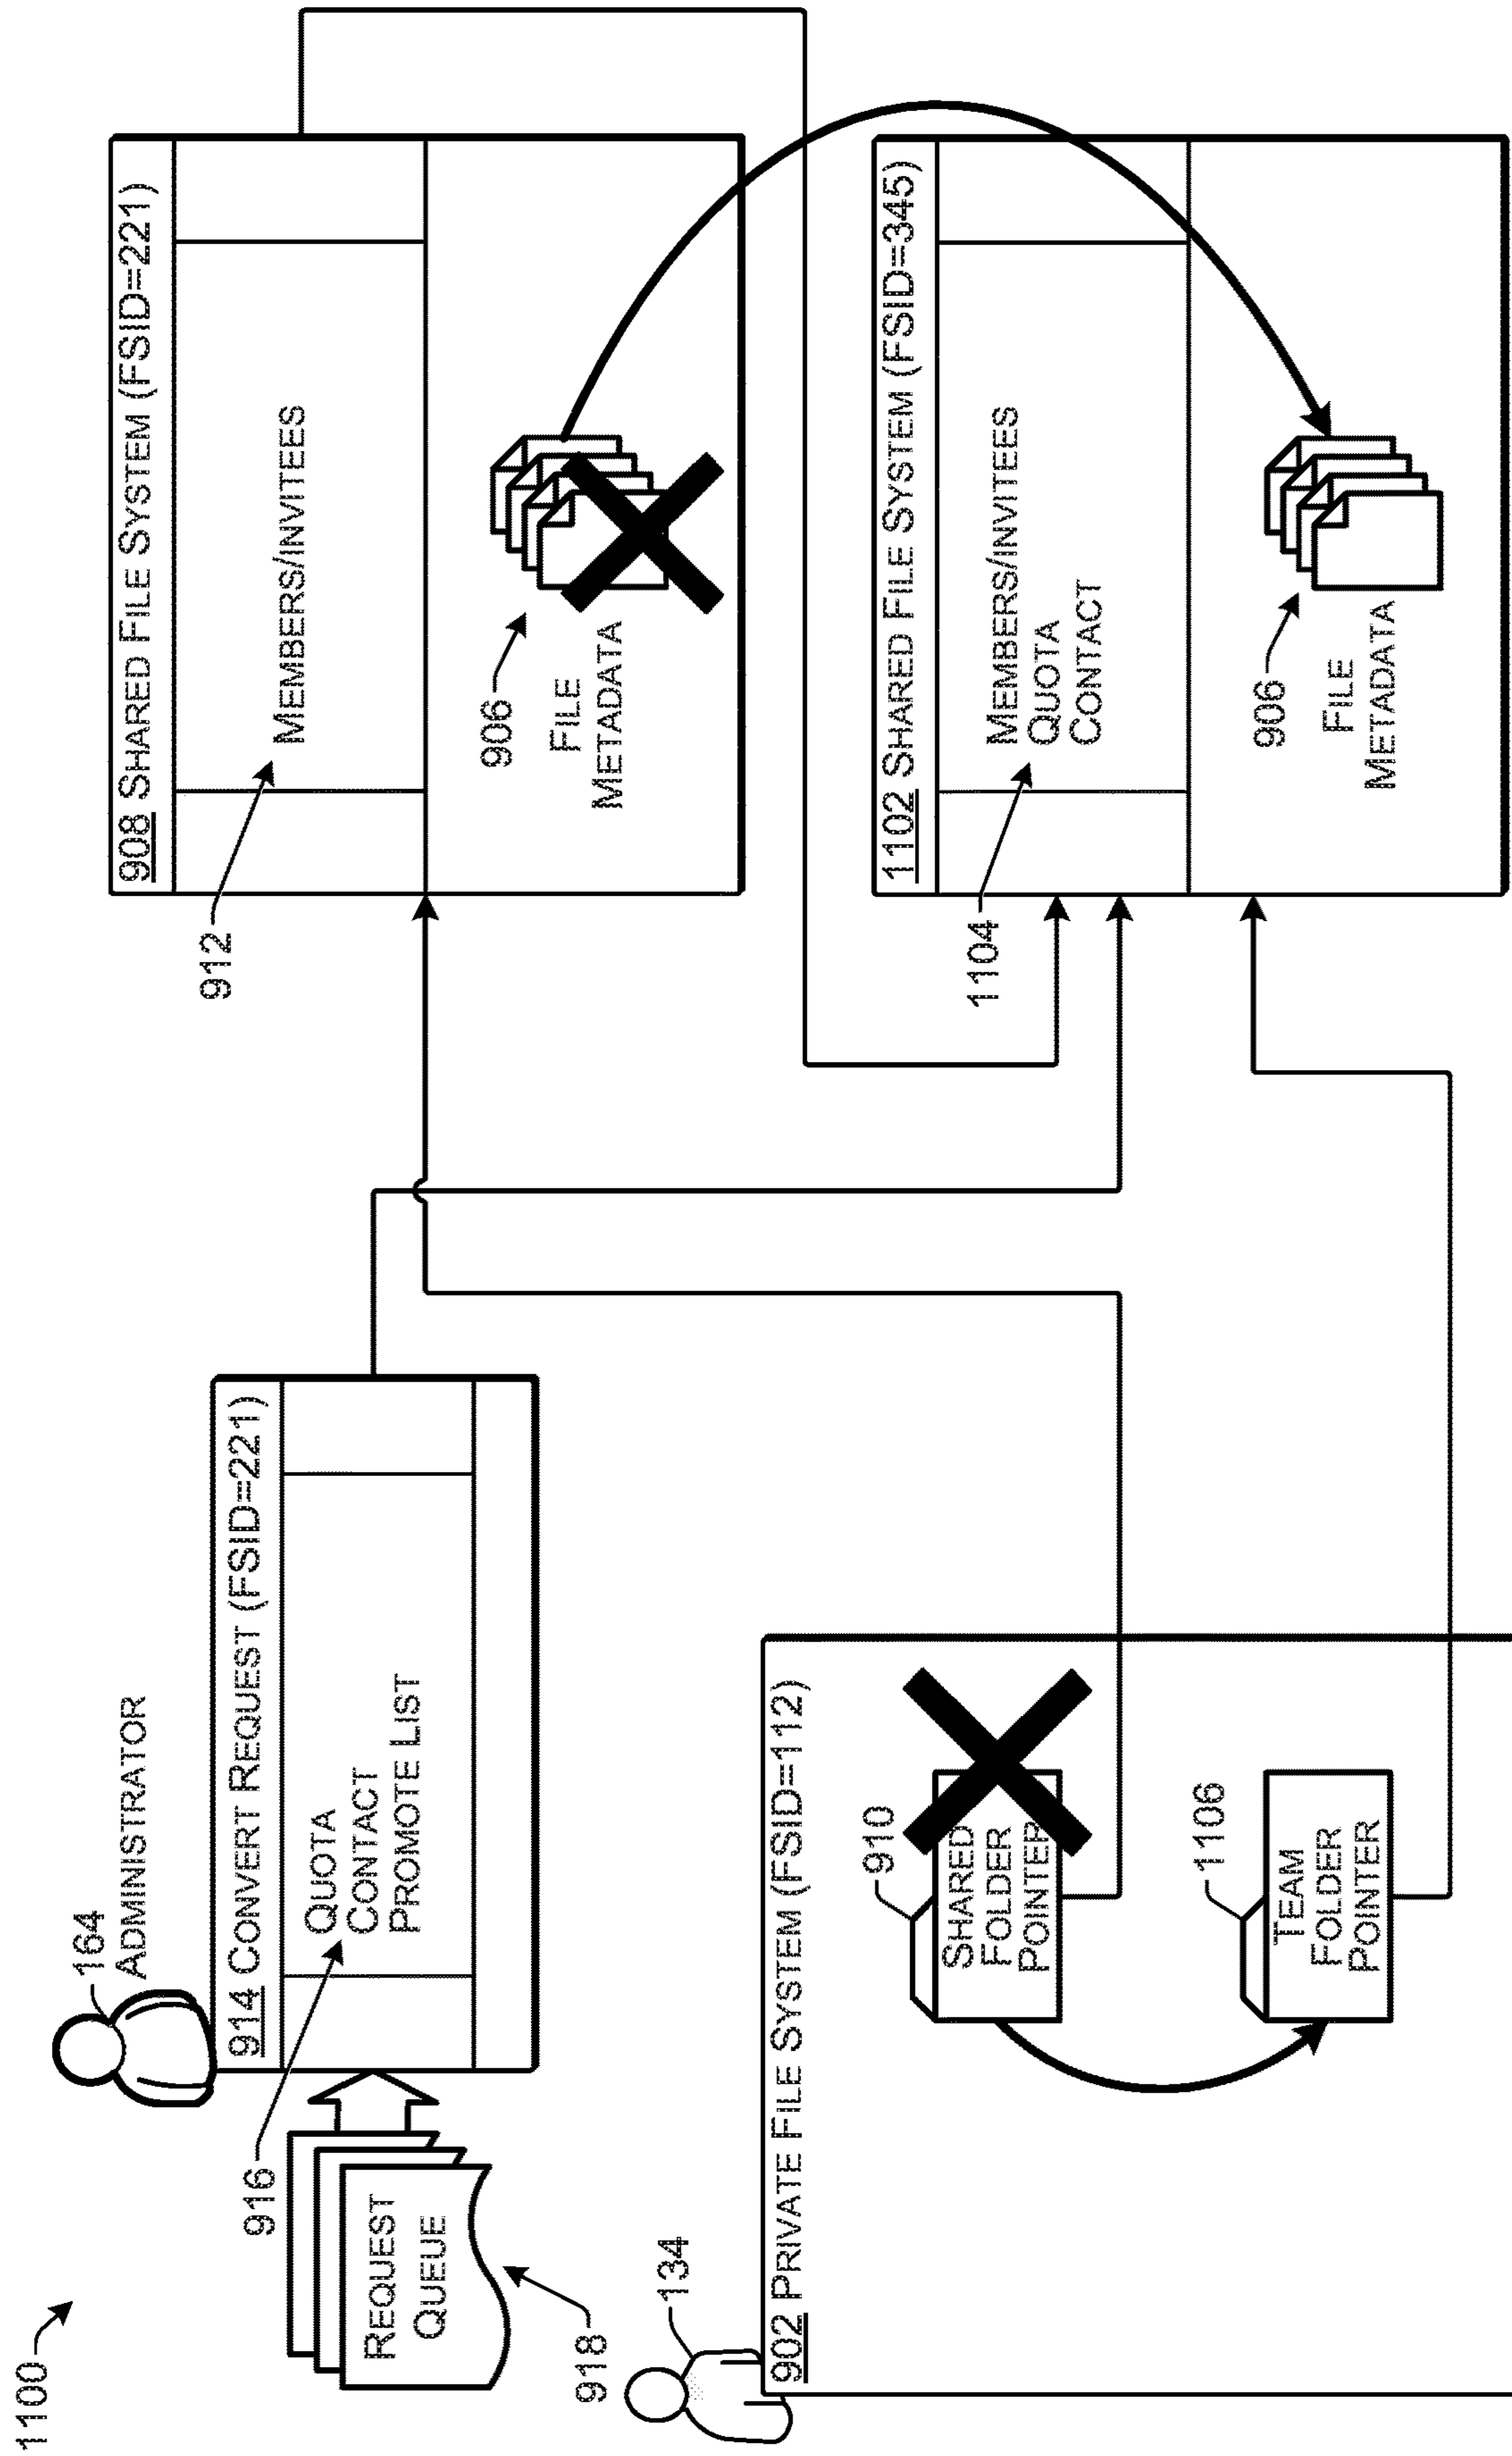 1100
164
ADMINISTRATOR
914 CONVERT REQUEST (FSID=221)
916
QUOTA
CONTACT
PROMOTE LIST
REQUEST
QUEUE
918
908 SHARED FILE SYSTEM (FSID=221)
912
MEMBERS/INVITEES
906
FILE
METADATA
134
902 PRIVATE FILE SYSTEM (FSID=112)
910
SHARED
FOLDER
POINTER
1106
TEAM
FOLDER
POINTER
1102 SHARED FILE SYSTEM (FSID=345)
1104
MEMBERS/INVITEES
QUOTA
CONTACT
906
FILE
METADATA